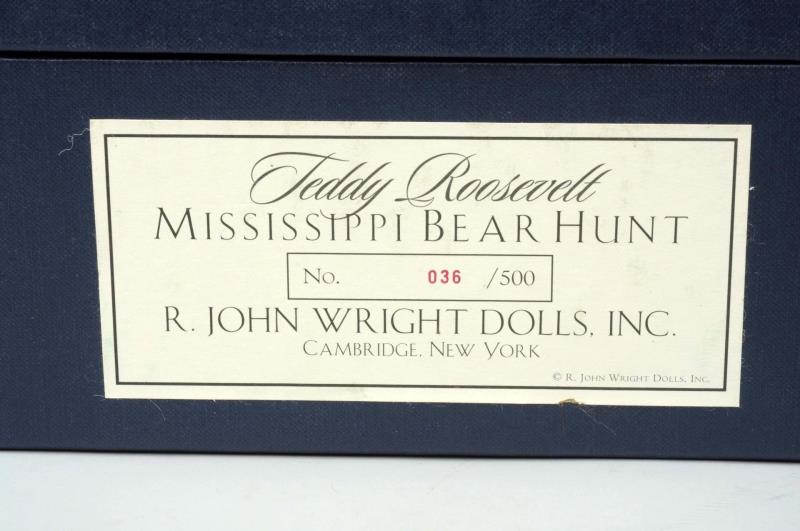 Teddy Roosevelt
MISSISSIPPI BEAR HUNT
No. 036 /500
R. JOHN WRIGHT DOLLS, INC.
CAMBRIDGE, NEW YORK
© R. JOHN WRIGHT DOLLS, INC.